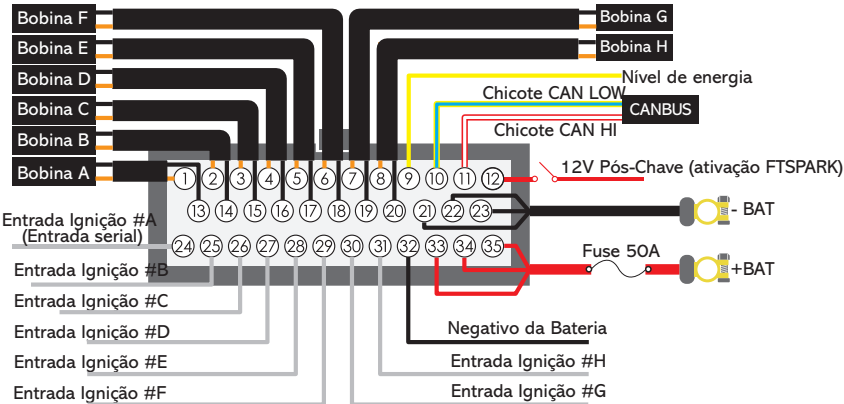 Bobina F
Bobina G
Bobina E
Bobina H
Bobina D
Nível de energia
Bobina C
Chicote CAN LOW
CANBUS
Bobina B
Chicote CAN HI
Bobina A
12V Pós-Chave (ativação FTSPARK)
1 2 3 4 5 6 7 8 9 10 11 12
13 14 15 16 17 18 19 20 21 22 23
- BAT
Entrada Ignição #A
(Entrada serial)
24 25 26 27 28 29 30 31 32 33 34 35
Fuse 50A
+BAT
Entrada Ignição #B
Entrada Ignição #C
Entrada Ignição #D
Negativo da Bateria
Entrada Ignição #E
Entrada Ignição #H
Entrada Ignição #F
Entrada Ignição #G